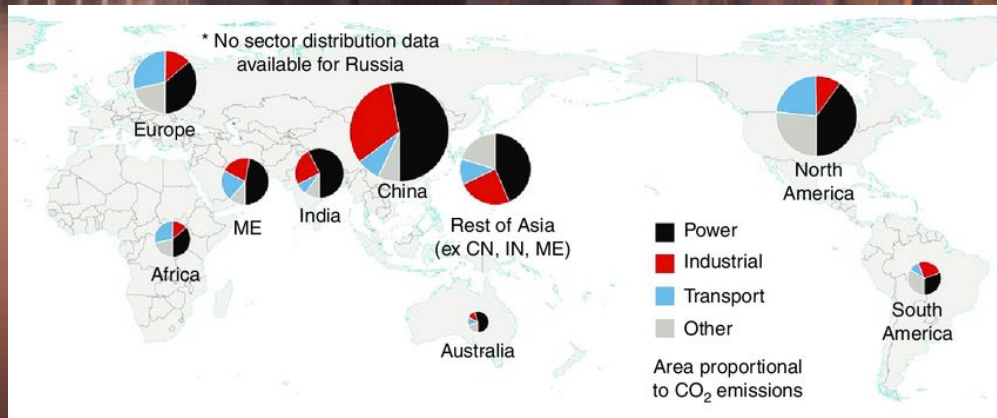 * No sector distribution data
available for Russia
Europe
ME
India
China
Rest of Asia
(ex CN, IN, ME)
North
America
Africa
Australia
South
America
Power
Industrial
Transport
Other
Area proportional
to CO₂ emissions